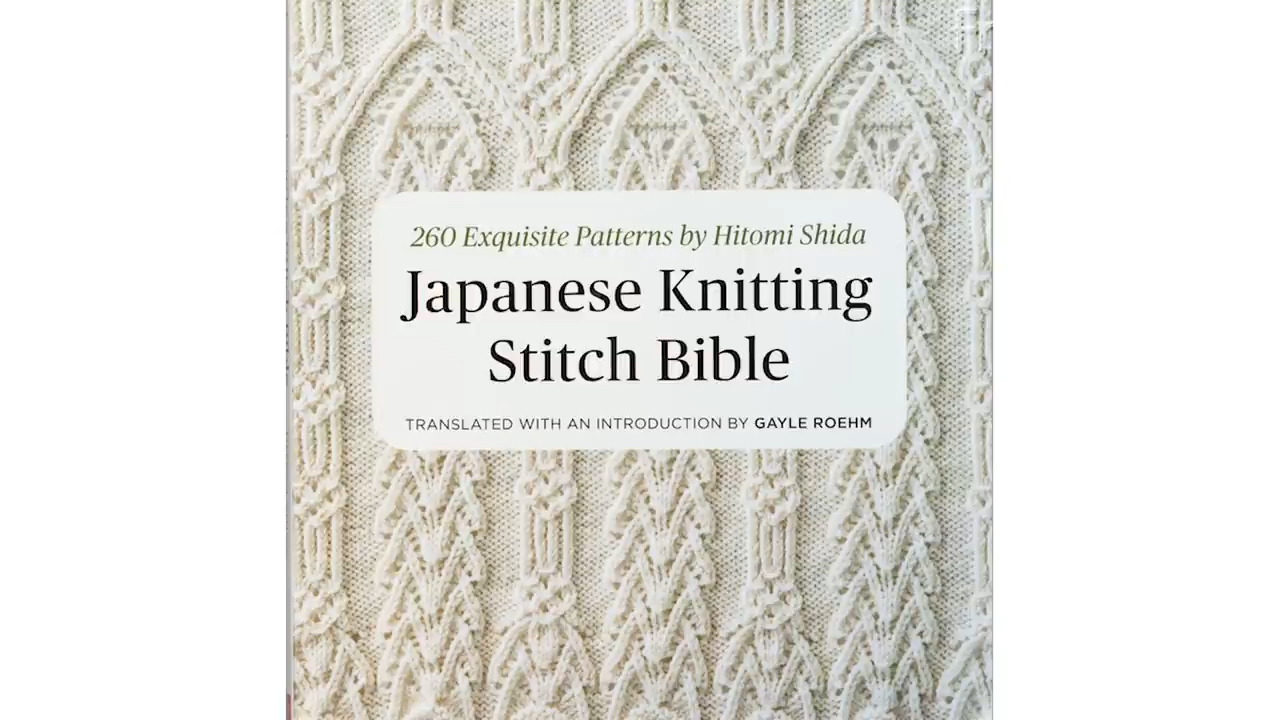 260 Exquisite Patterns by Hitomi Shida
Japanese Knitting
Stitch Bible
TRANSLATED WITH AN INTRODUCTION BY GAYLE ROEHM